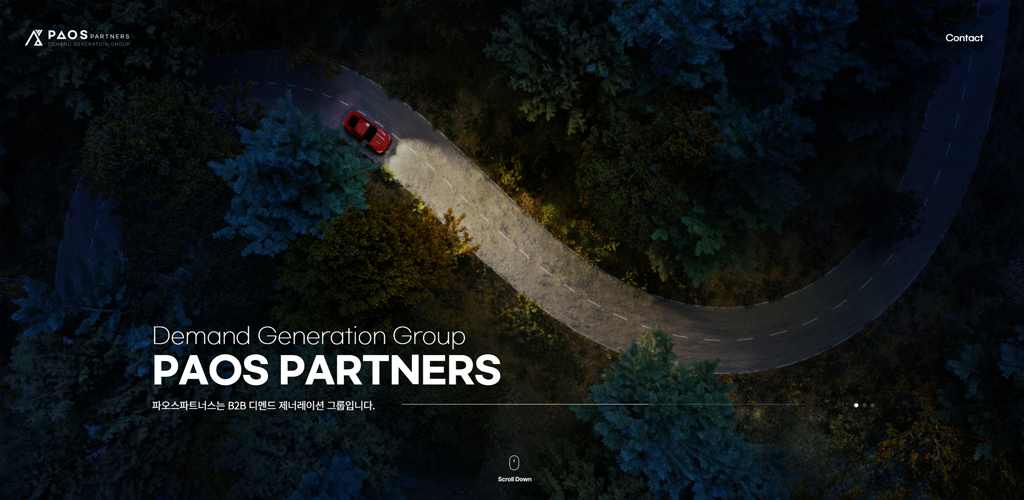 PAOS PARTNERS
DEMAND GENERATION GROUP
Contact
Demand Generation Group
PAOS PARTNERS
파오스파트너스는 B2B 디멘드 제너레이션 그룹입니다.
Scroll Down